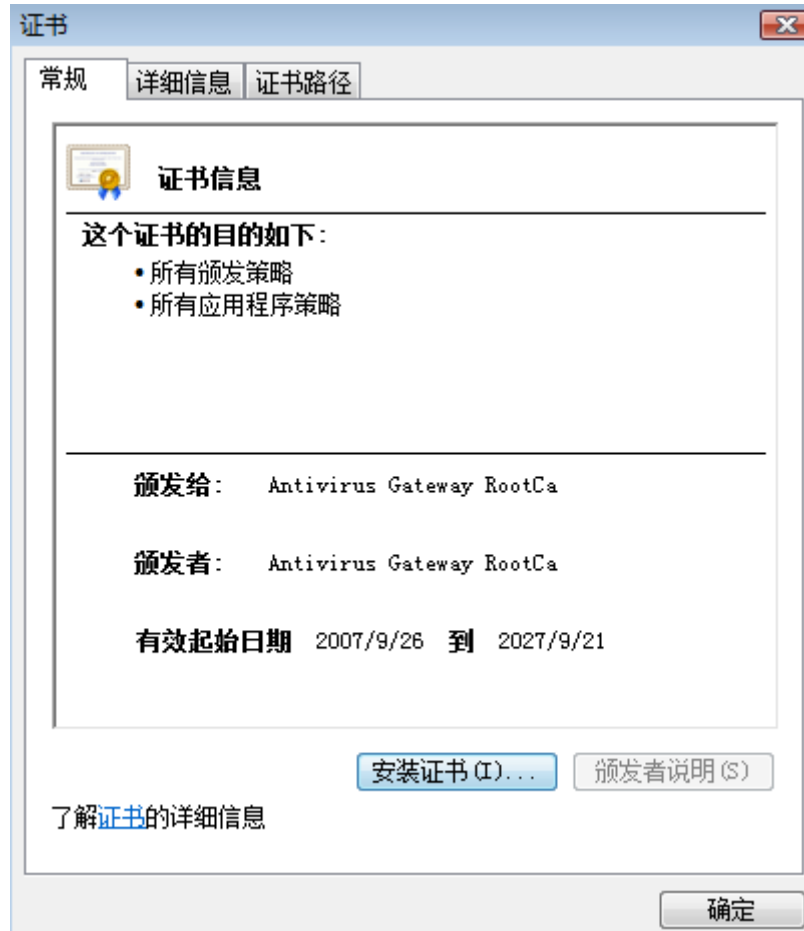 证书
常规 详细信息 证书路径
证书信息
这个证书的目的如下:
•所有颁发策略
•所有应用程序策略
颁发给: Antivirus Gateway RootCa
颁发者: Antivirus Gateway RootCa
有效起始日期 2007/9/26 到 2027/9/21
安装证书(I)... 颁发者说明(S)
了解证书的详细信息
确定